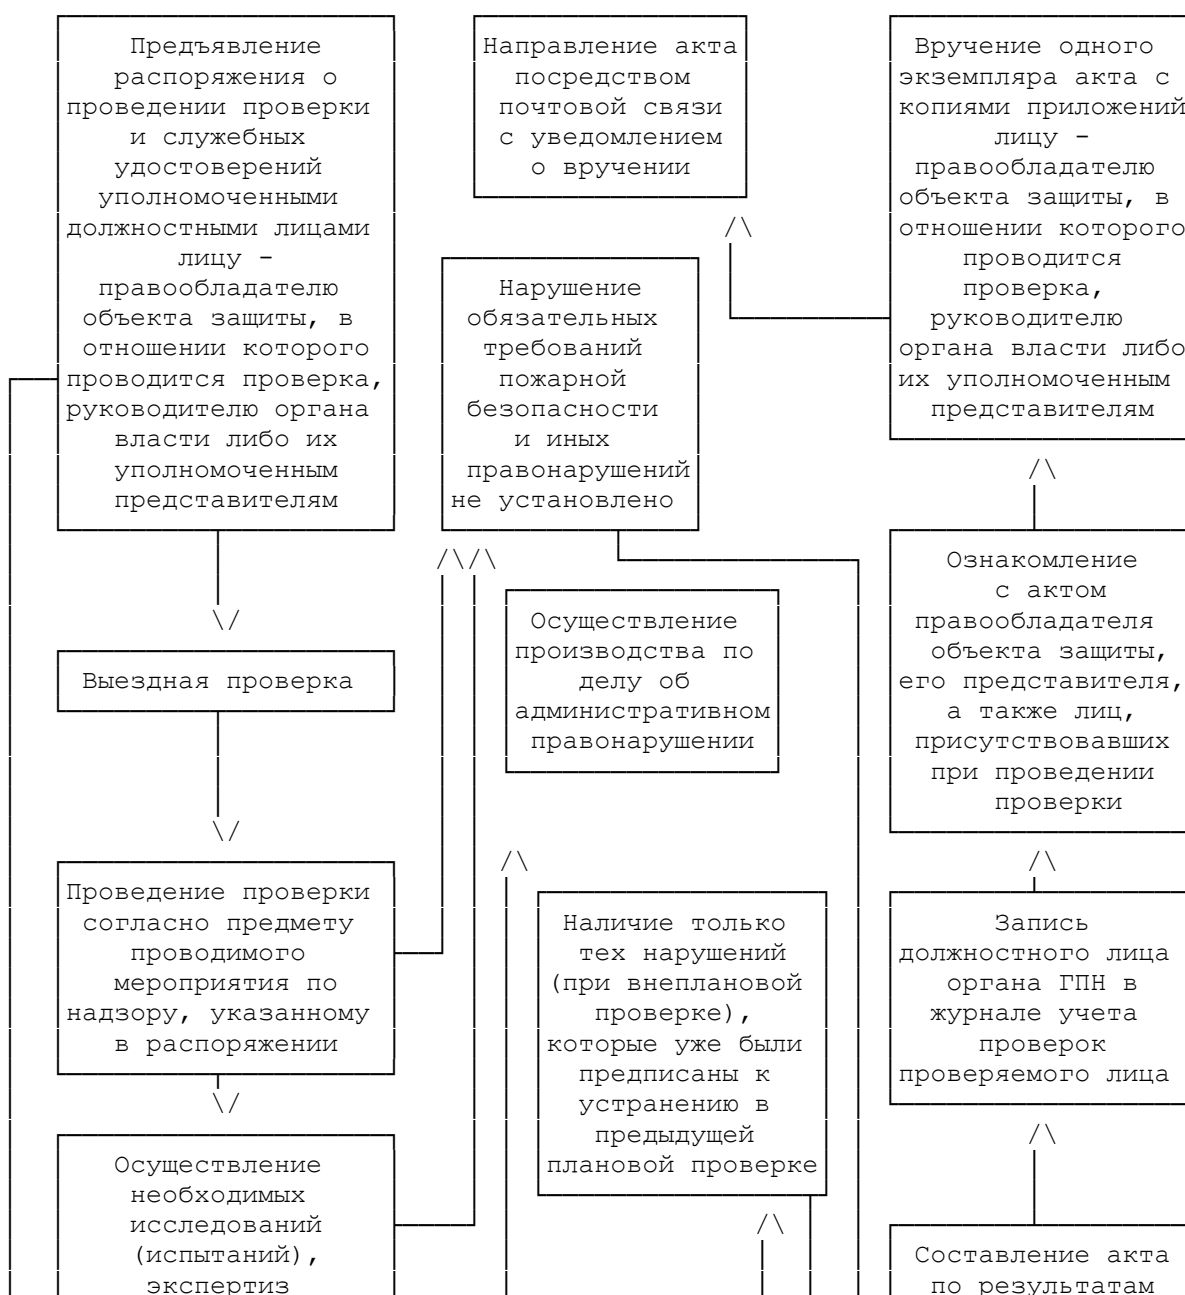 Предъявление
распоряжения о
проведении проверки
и служебных
удостоверений
уполномоченными
должностными лицами
лицу -
правообладателю
объекта защиты, в
отношении которого
проводится проверка,
руководителю органа
власти либо их
уполномоченным
представителям
Направление акта
посредством
почтовой связи
с уведомлением
о вручении
Вручение одного
экземпляра акта с
копиями приложений
лицу -
правообладателю
объекта защиты, в
отношении которого
проводится
проверка,
руководителю
органа власти либо
их уполномоченным
представителям
Нарушение
обязательных
требований
пожарной
безопасности
и иных
правонарушений
не установлено
Ознакомление
с актом
правообладателя
объекта защиты,
его представителя,
а также лиц,
присутствовавших
при проведении
проверки
Осуществление
производства по
делу об
административном
правонарушении
Выездная проверка
Проведение проверки
согласно предмету
проводимого
мероприятия по
надзору, указанному
в распоряжении
Наличие только
тех нарушений
(при внеплановой
проверке),
которые уже были
предписаны к
устранению в
предыдущей
плановой проверке
Запись
должностного лица
органа ГПН в
журнале учета
проверок
проверяемого лица
Осуществление
необходимых
исследований
(испытаний),
экспертиз
Составление акта
по результатам